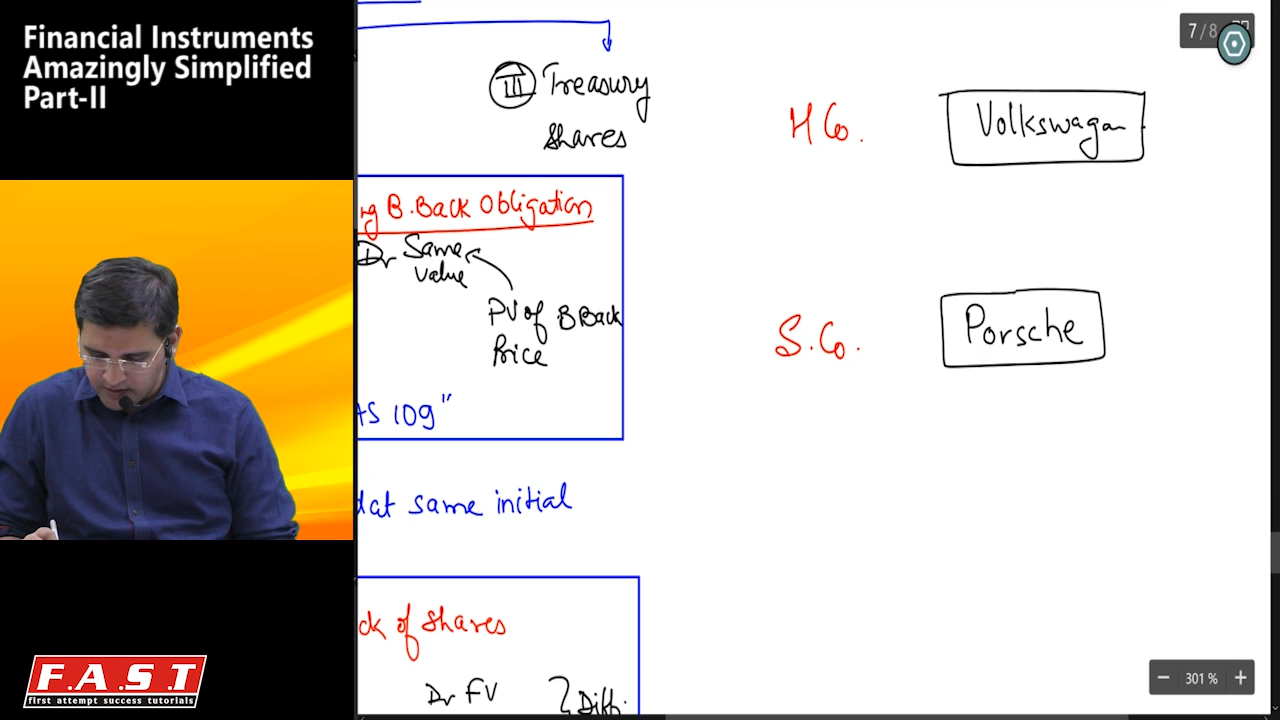 Financial Instruments
Amazingly Simplified
Part-II
7 / 8
III Treasury
shares
H Co.
Volkswagan
rg B.Back Obligation
Dr Same
Value
PV of B Back
Price
S.Co.
Porsche
AS 109"
dat same initial
ck of shares
Dr FV
Diff.
F.A.S.T
first attempt success tutorials
301 %